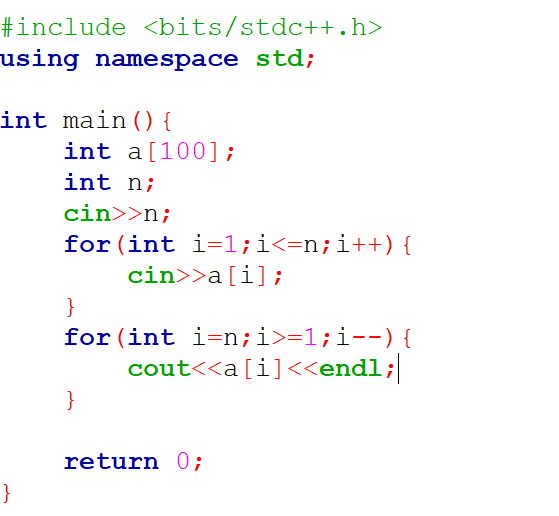 #include <bits/stdc++.h>
using namespace std;

int main(){
    int a[100];
    int n;
    cin>>n;
    for(int i=1;i<=n;i++){
        cin>>a[i];
    }
    for(int i=n;i>=1;i--){
        cout<<a[i]<<endl;
    }

    return 0;
}